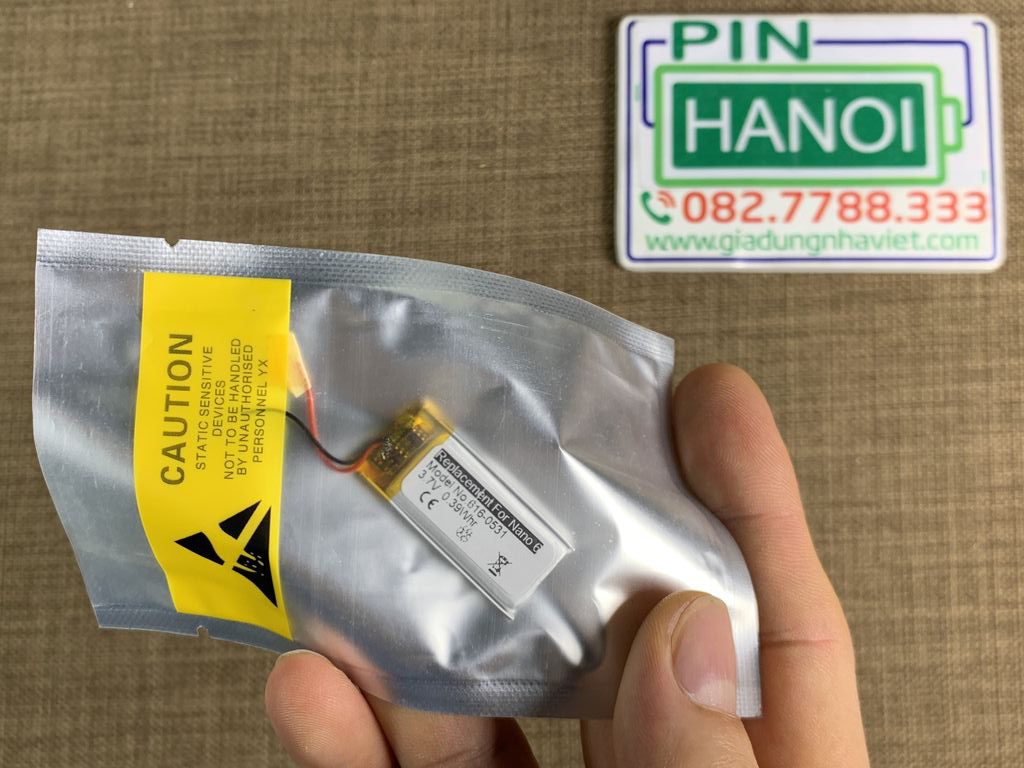 PIN
HANOI
082.7788.333
www.giadungnhaviet.com
CAUTION
STATIC SENSITIVE
DEVICES
NOT TO BE HANDLED
BY UNAUTHORISED
PERSONNEL YX
Replacement For Nano 6
Model No.616-0531
3.7V 0.39Whr
CE